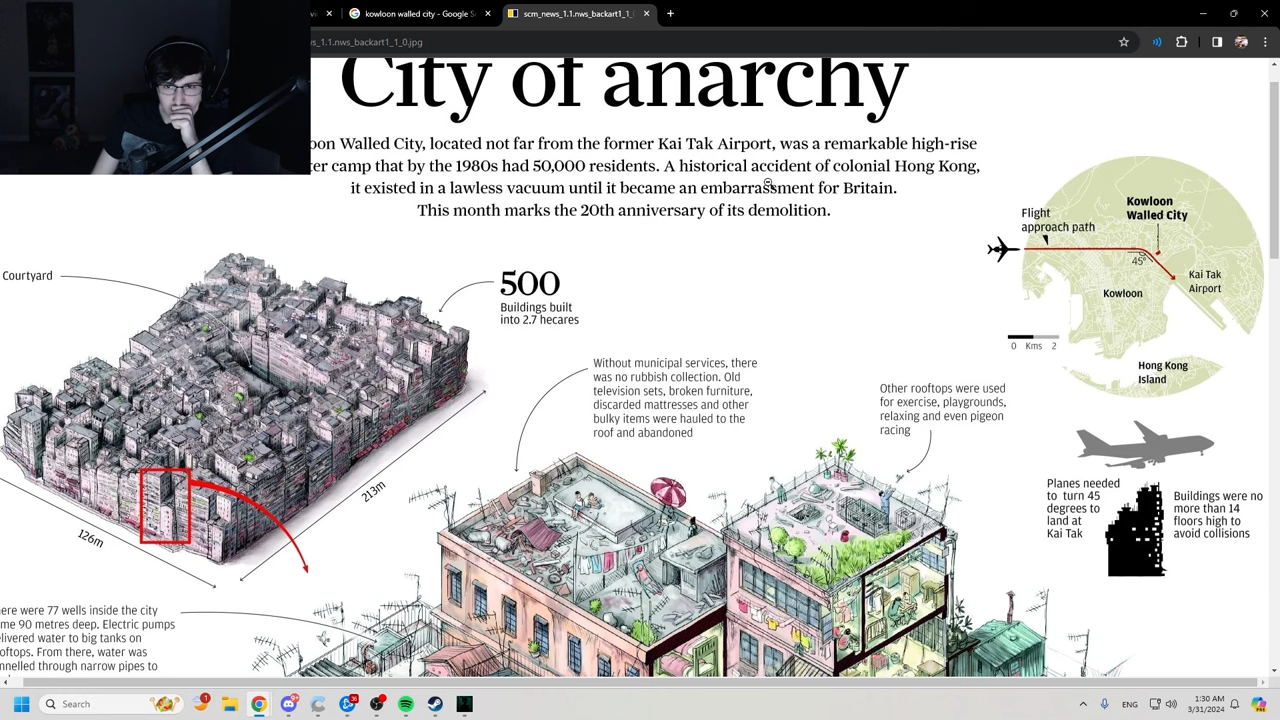 kowloon walled city - Google S
scm_news_1.1.nws_backart1_1_0.j
s_1.1.nws_backart1_1_0.jpg
City of anarchy
oon Walled City, located not far from the former Kai Tak Airport, was a remarkable high-rise
ter camp that by the 1980s had 50,000 residents. A historical accident of colonial Hong Kong,
it existed in a lawless vacuum until it became an embarrassment for Britain.
This month marks the 20th anniversary of its demolition.
Courtyard
500
Buildings built
into 2.7 hecares
126m
213m
Without municipal services, there
was no rubbish collection. Old
television sets, broken furniture,
discarded mattresses and other
bulky items were hauled to the
roof and abandoned
Other rooftops were used
for exercise, playgrounds,
relaxing and even pigeon
racing
Flight
approach path
Kowloon
Walled City
45°
Kai Tak
Airport
Kowloon
0 Kms 2
Hong Kong
Island
Planes needed
to turn 45
degrees to
land at
Kai Tak
Buildings were no
more than 14
floors high to
avoid collisions
ere were 77 wells inside the city
me 90 metres deep. Electric pumps
livered water to big tanks on
oftops. From there, water was
nnelled through narrow pipes to
Search
ENG
1:30 AM
3/31/2024